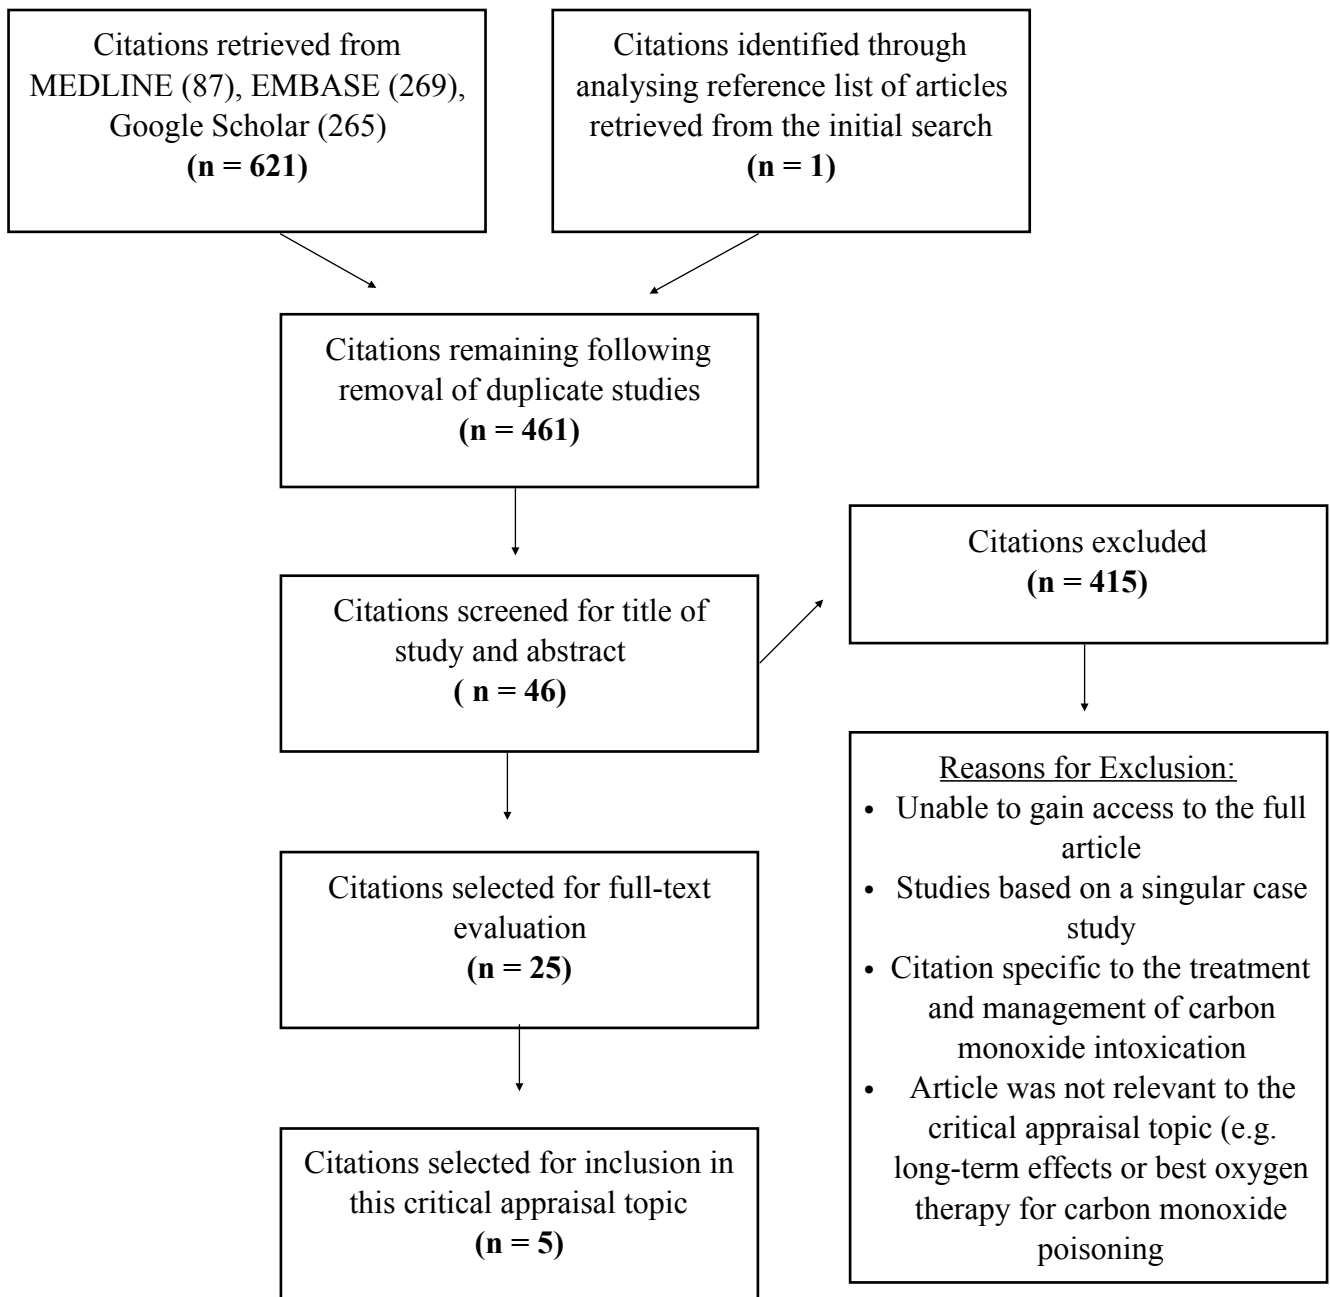 Citations retrieved from
MEDLINE (87), EMBASE (269),
Google Scholar (265)
(n = 621)
Citations identified through
analysing reference list of articles
retrieved from the initial search
(n = 1)
Citations remaining following
removal of duplicate studies
(n = 461)
Citations excluded
(n = 415)
Citations screened for title of
study and abstract
( n = 46)
Reasons for Exclusion:
• Unable to gain access to the full
article
• Studies based on a singular case
study
• Citation specific to the treatment
and management of carbon
monoxide intoxication
• Article was not relevant to the
critical appraisal topic (e.g.
long-term effects or best oxygen
therapy for carbon monoxide
poisoning
Citations selected for full-text
evaluation
(n = 25)
Citations selected for inclusion in
this critical appraisal topic
(n = 5)